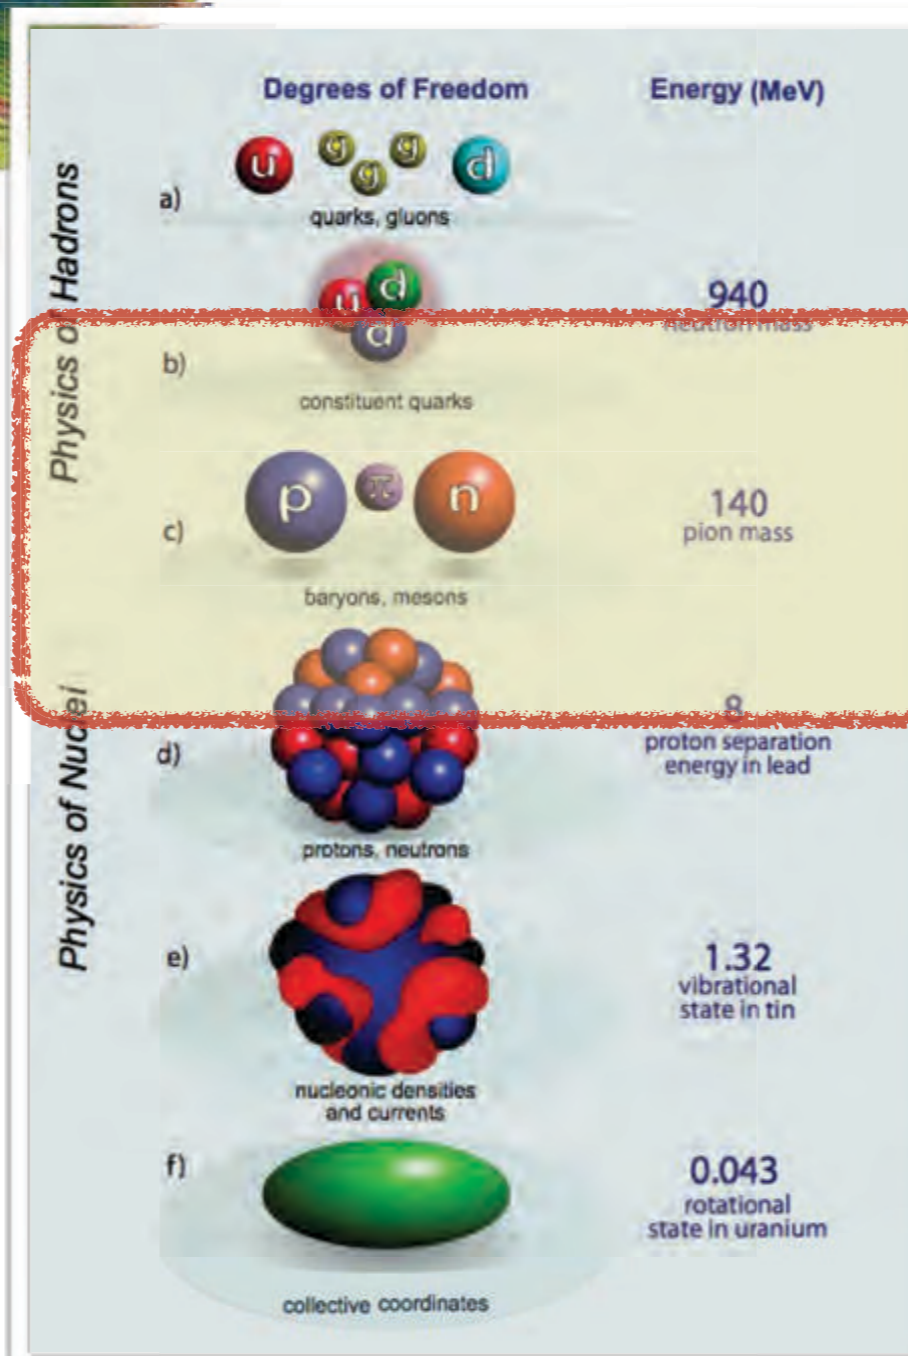 Degrees of Freedom
Energy (MeV)
Physics of Hadrons
u g g g d
a)
quarks, gluons
u d d
940
neutron mass
b)
constituent quarks
p π n
140
pion mass
c)
baryons, mesons
Physics of Nuclei
8
proton separation
energy in lead
d)
protons, neutrons
e)
1.32
vibrational
state in tin
nucleonic densities
and currents
f)
0.043
rotational
state in uranium
collective coordinates